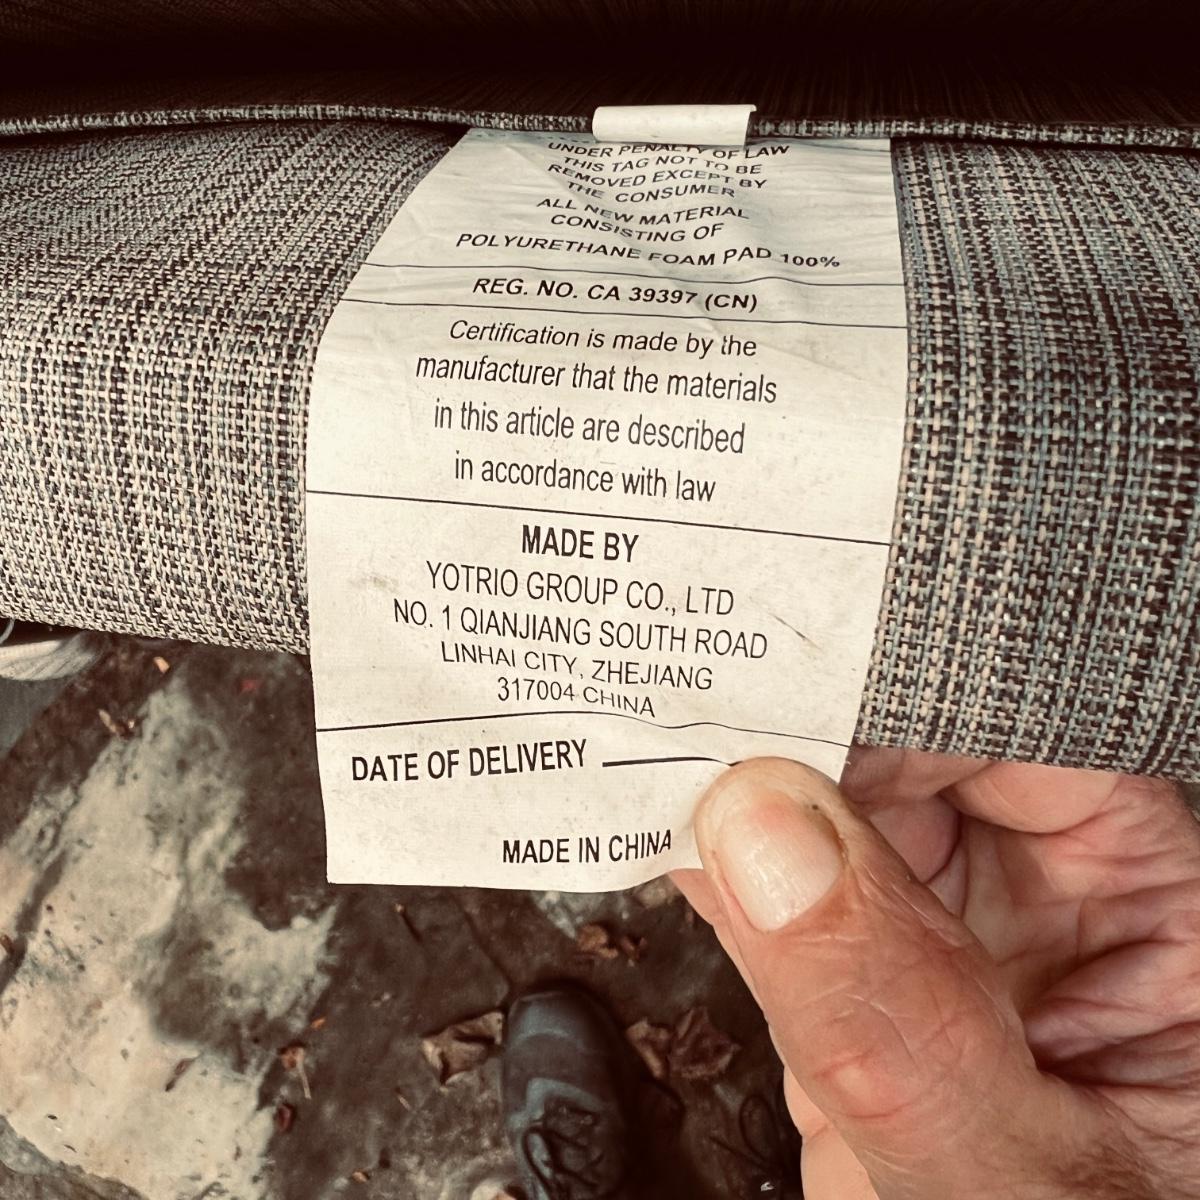 UNDER PENALTY OF LAW
THIS TAG NOT TO BE
REMOVED EXCEPT BY
THE CONSUMER
ALL NEW MATERIAL
CONSISTING OF
POLYURETHANE FOAM PAD 100%
REG. NO. CA 39397 (CN)
Certification is made by the
manufacturer that the materials
in this article are described
in accordance with law
MADE BY
YOTRIO GROUP CO., LTD
NO. 1 QIANJIANG SOUTH ROAD
LINHAI CITY, ZHEJIANG
317004 CHINA
DATE OF DELIVERY
MADE IN CHINA